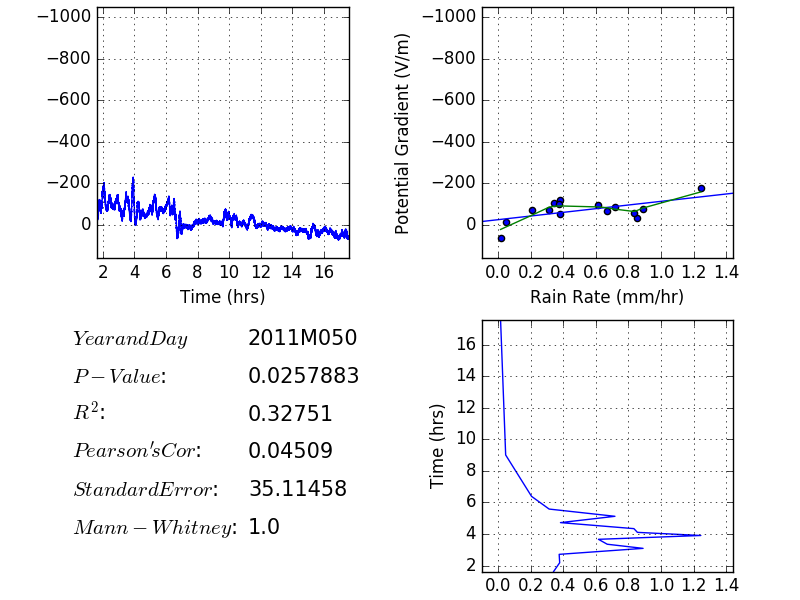 −1000
−800
−600
−400
−200
0
2 4 6 8 10 12 14 16
Time (hrs)
Potential Gradient (V/m)
−1000
−800
−600
−400
−200
0
0.0 0.2 0.4 0.6 0.8 1.0 1.2 1.4
Rain Rate (mm/hr)
YearandDay 2011M050
P−Value: 0.0257883
R²: 0.32751
Pearson'sCor: 0.04509
StandardError: 35.11458
Mann−Whitney: 1.0
Time (hrs)
16
14
12
10
8
6
4
2
0.0 0.2 0.4 0.6 0.8 1.0 1.2 1.4